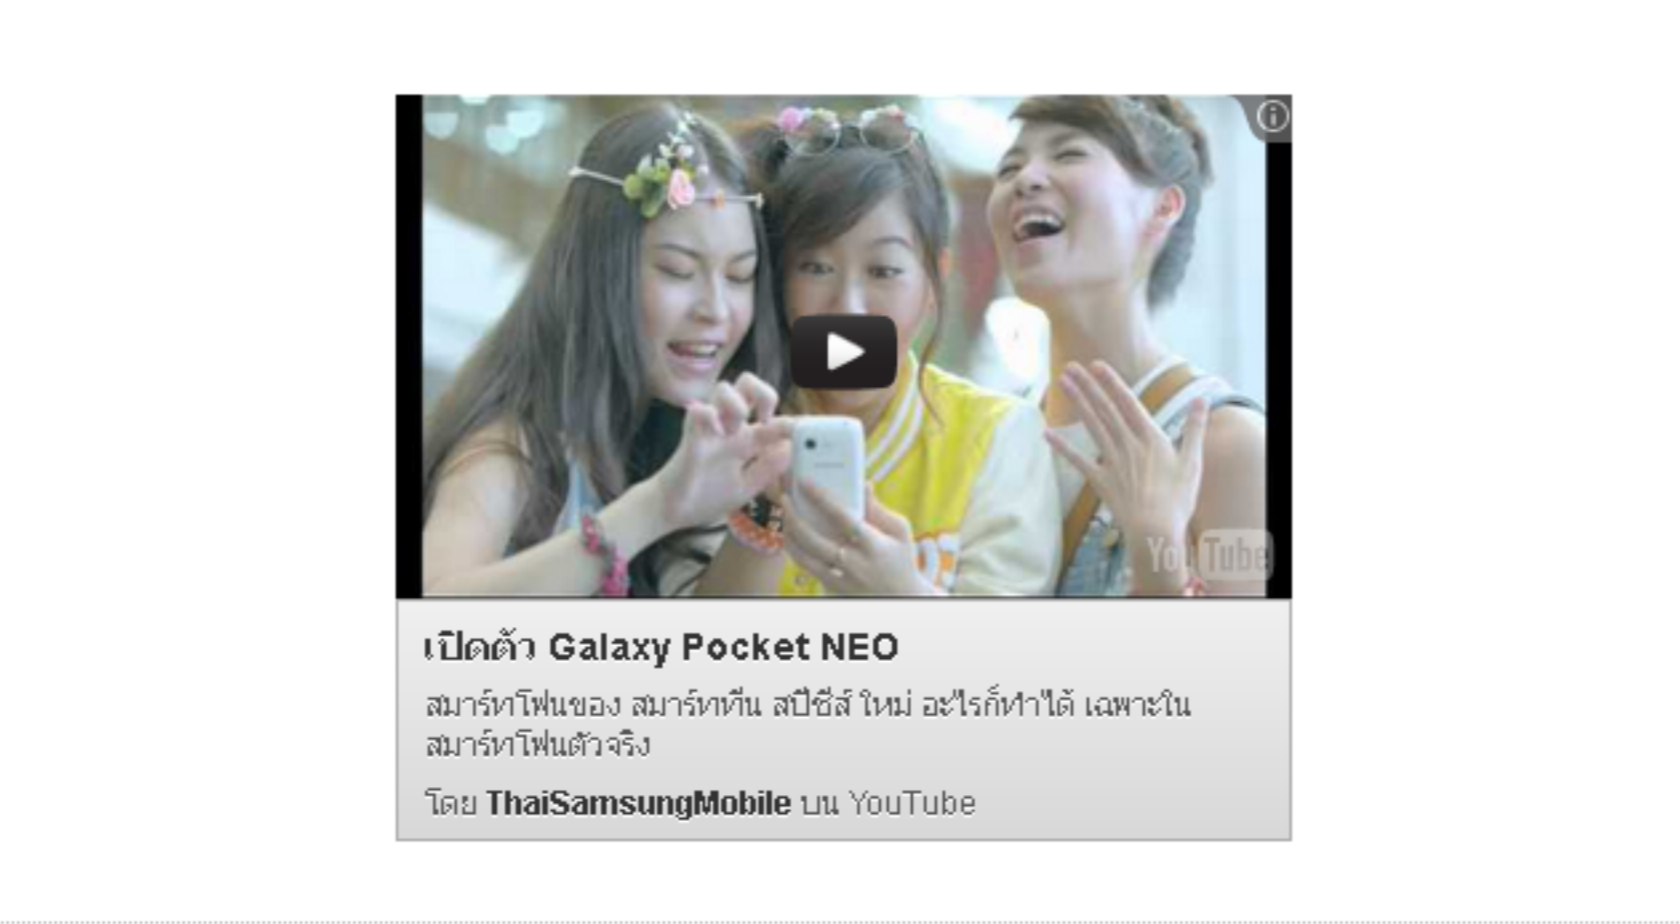 YouTube
เปิดตัว Galaxy Pocket NEO
สมาร์ทโฟนของ สมาร์ททีน สปีชีส์ ใหม่ อะไรก็ทำได้ เฉพาะใน
สมาร์ทโฟนตัวจริง
โดย ThaiSamsungMobile บน YouTube